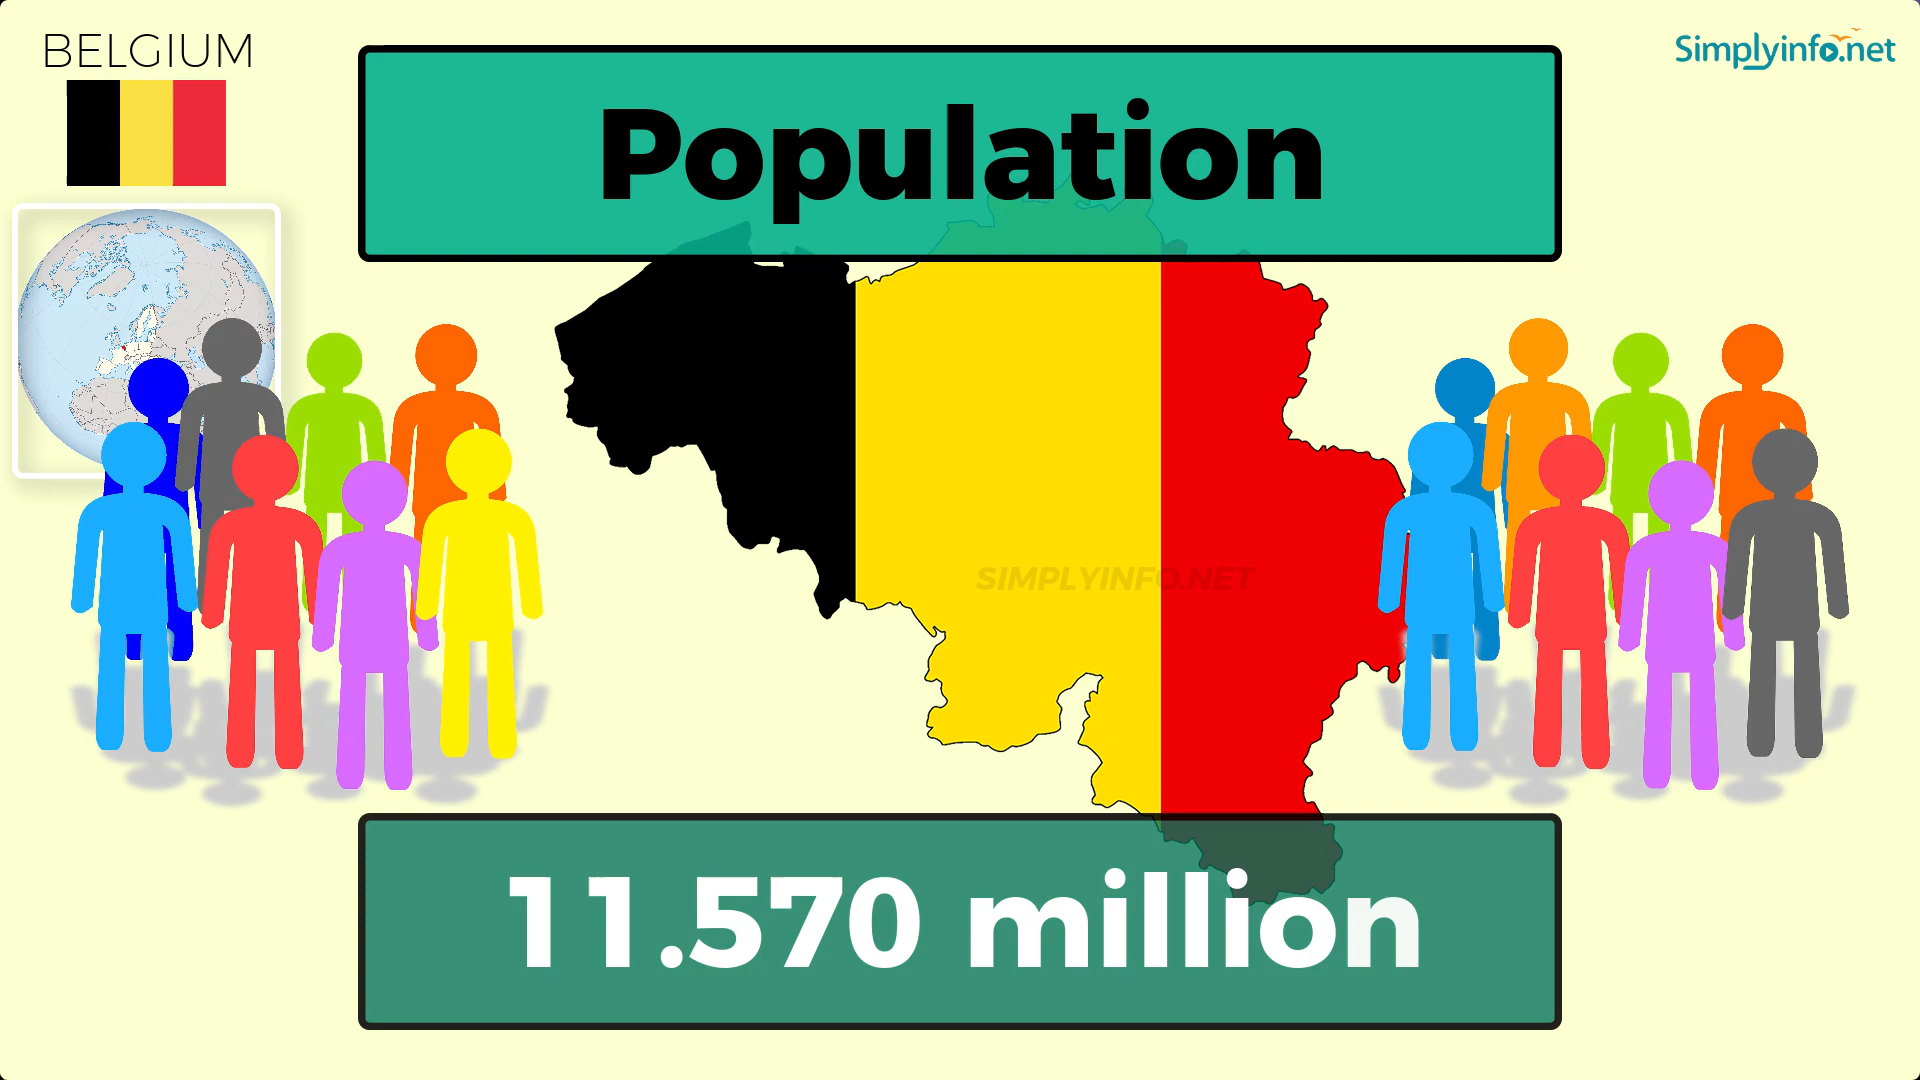 BELGIUM
Simplyinfo.net
Population
SIMPLYINFO.NET
11.570 million